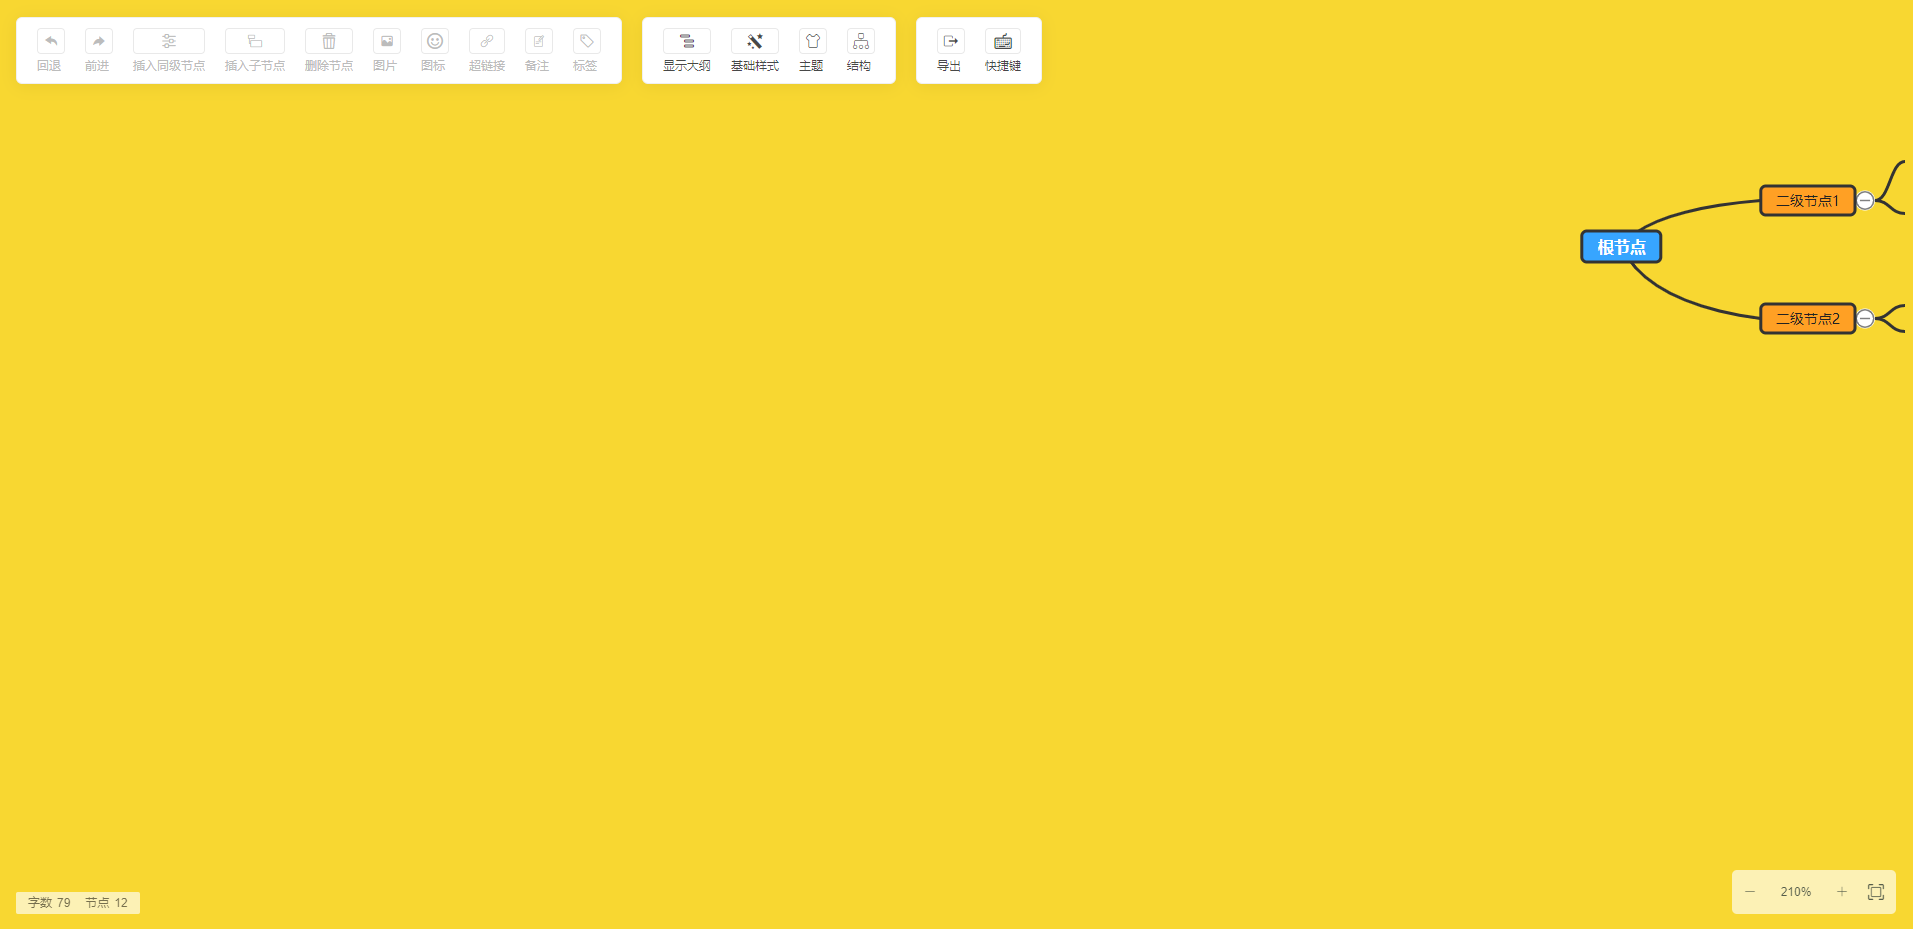 回退 前进 插入同级节点 插入子节点 删除节点 图片 图标 超链接 备注 标签 显示大纲 基础样式 主题 结构 导出 快捷键
二级节点1
根节点
二级节点2
字数 79 节点 12
− 210% +